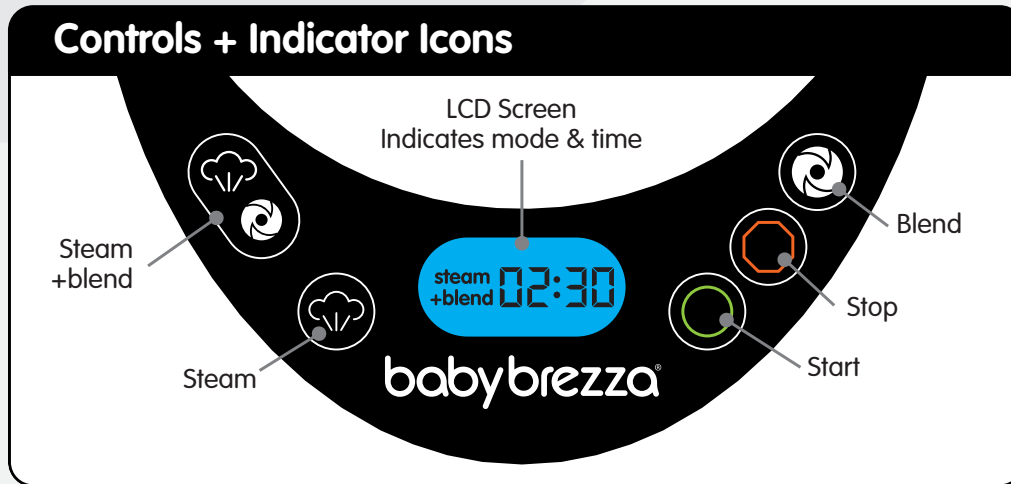 Controls + Indicator Icons
LCD Screen
Indicates mode & time
Steam
+blend
Steam
steam
+blend 02:30
babybrezza®
Blend
Stop
Start